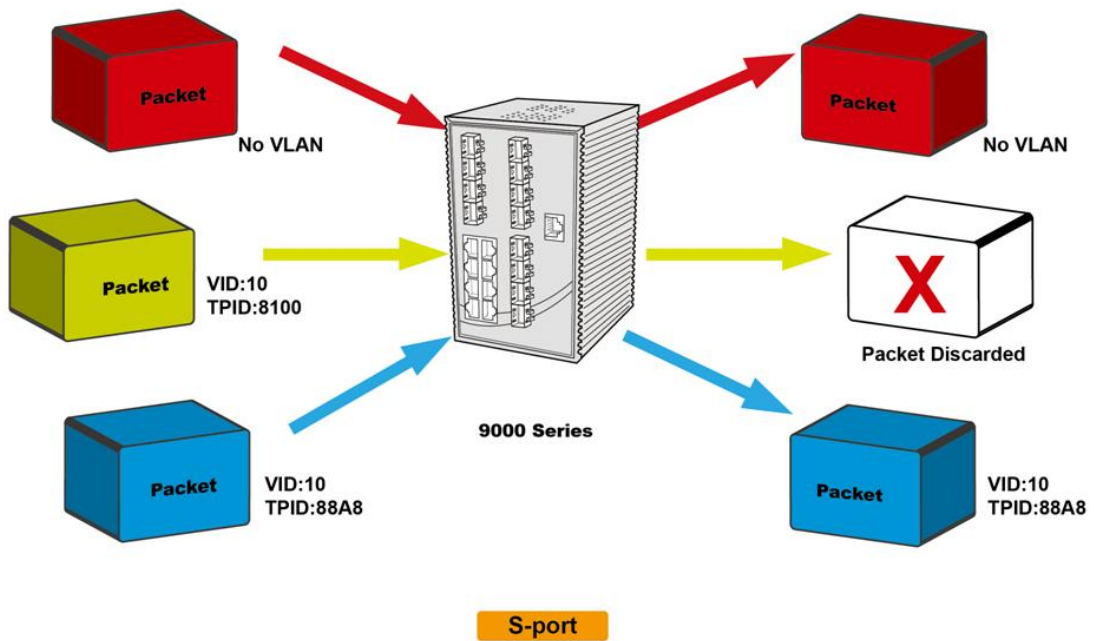 Packet
No VLAN
Packet
No VLAN
Packet
VID:10
TPID:8100
X
Packet Discarded
9000 Series
Packet
VID:10
TPID:88A8
Packet
VID:10
TPID:88A8
S-port